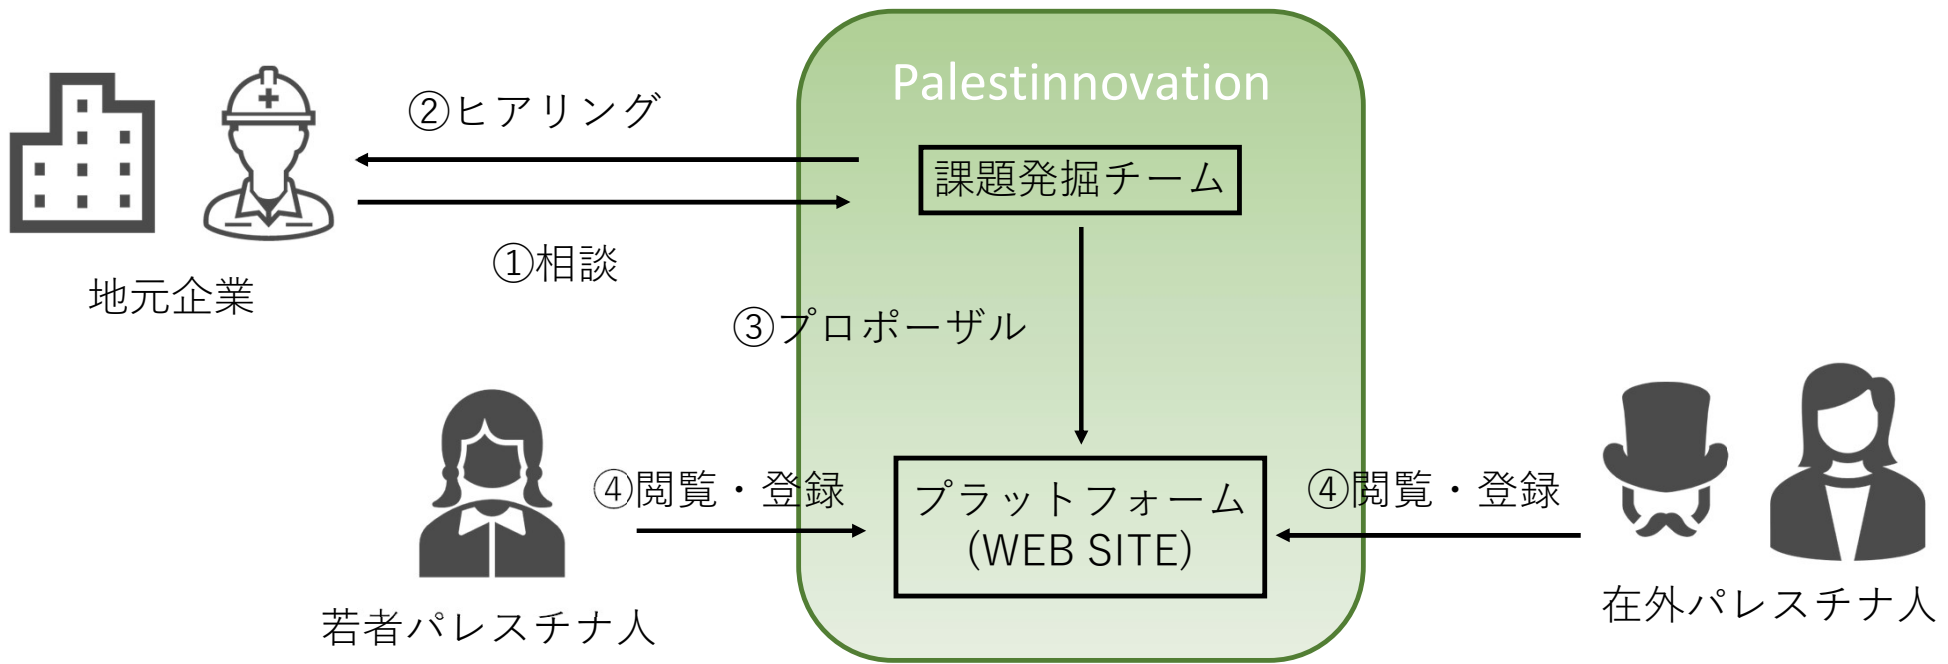 Palestinnovation
②ヒアリング
課題発掘チーム
①相談
地元企業
③プロポーザル
④閲覧・登録
プラットフォーム
(WEB SITE)
④閲覧・登録
若者パレスチナ人
在外パレスチナ人